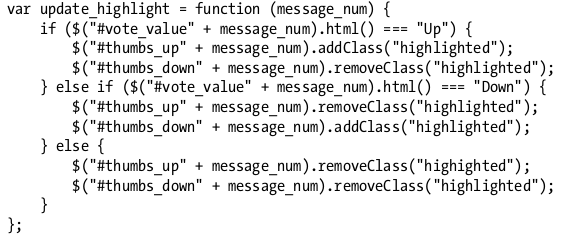 var update_highlight = function (message_num) {
    if ($("#vote_value" + message_num).html() === "Up") {
        $("#thumbs_up" + message_num).addClass("highlighted");
        $("#thumbs_down" + message_num).removeClass("highlighted");
    } else if ($("#vote_value" + message_num).html() === "Down") {
        $("#thumbs_up" + message_num).removeClass("highlighted");
        $("#thumbs_down" + message_num).addClass("highlighted");
    } else {
        $("#thumbs_up" + message_num).removeClass("highighted");
        $("#thumbs_down" + message_num).removeClass("highlighted");
    }
};